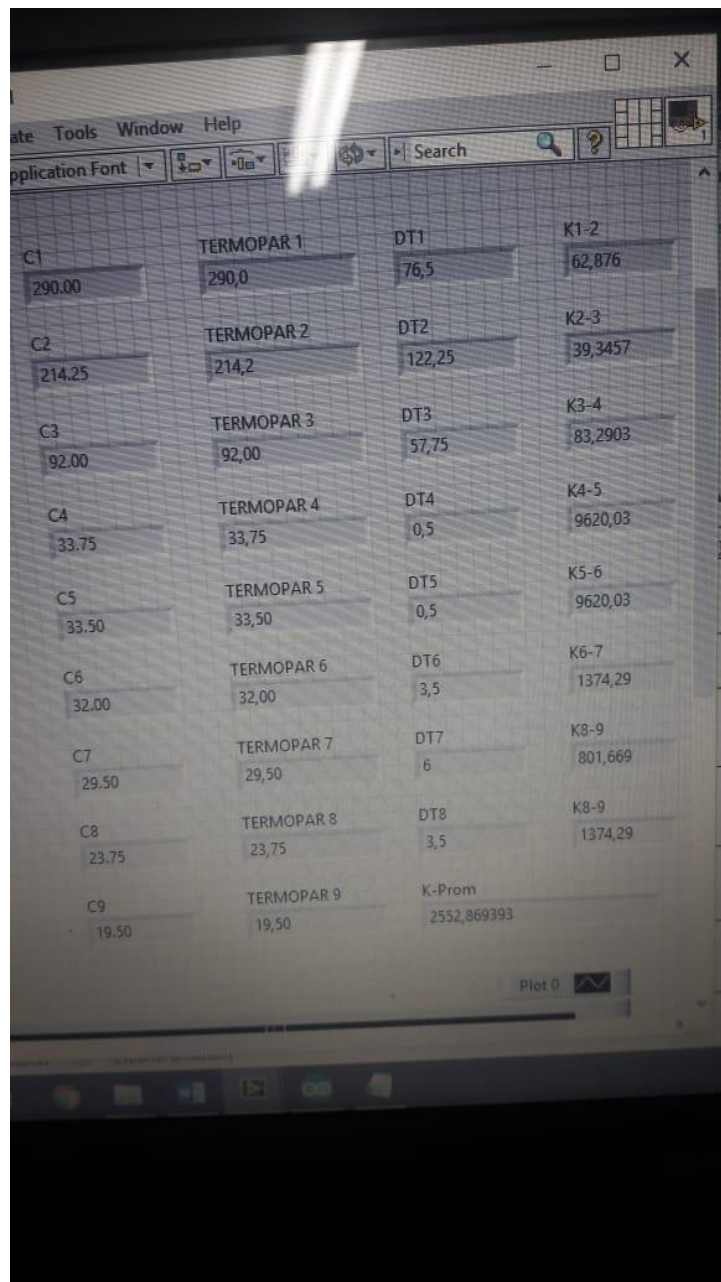 ate Tools Window Help
pplication Font Search
1
C1 TERMOPAR 1 DT1 K1-2
290.00 290,0 76,5 62,876
C2 TERMOPAR 2 DT2 K2-3
214.25 214,2 122,25 39,3457
C3 TERMOPAR 3 DT3 K3-4
92.00 92,00 57,75 83,2903
C4 TERMOPAR 4 DT4 K4-5
33.75 33,75 0,5 9620,03
C5 TERMOPAR 5 DT5 K5-6
33.50 33,50 0,5 9620,03
C6 TERMOPAR 6 DT6 K6-7
32.00 32,00 3,5 1374,29
C7 TERMOPAR 7 DT7 K8-9
29.50 29,50 6 801,669
C8 TERMOPAR 8 DT8 K8-9
23.75 23,75 3,5 1374,29
C9 TERMOPAR 9 K-Prom
19.50 19,50 2552,869393
Plot 0